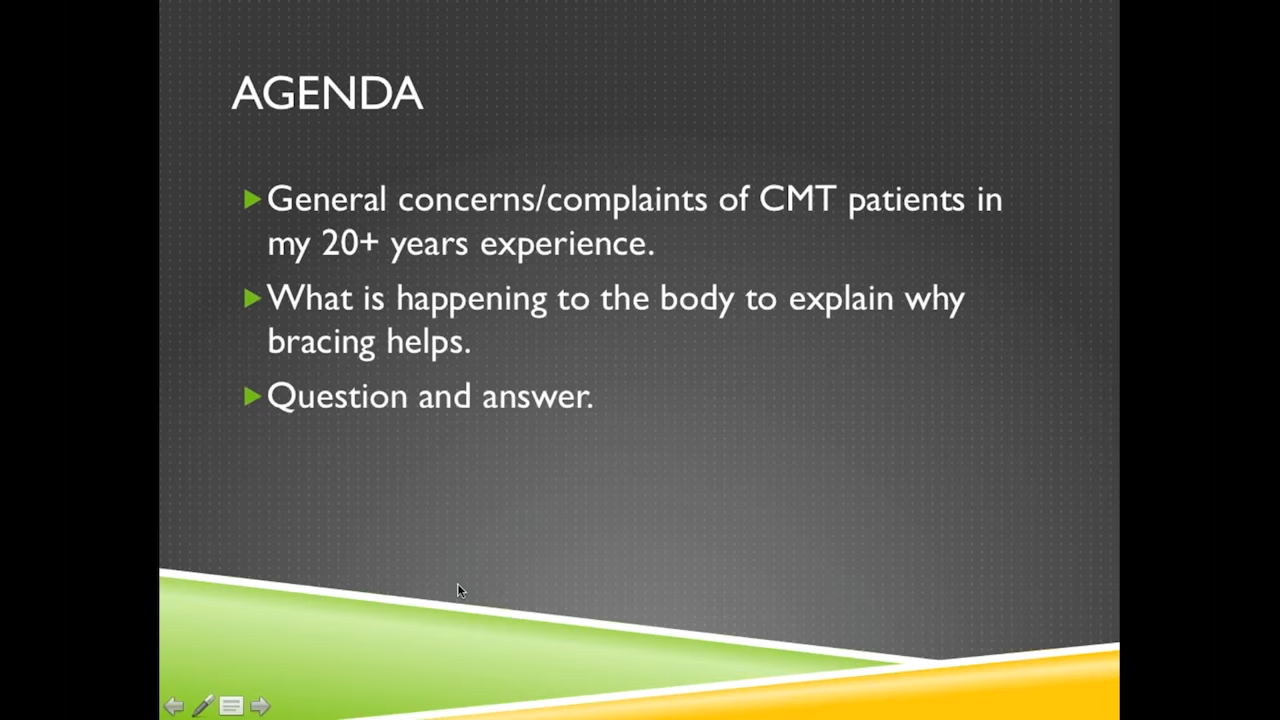 AGENDA
General concerns/complaints of CMT patients in
my 20+ years experience.
What is happening to the body to explain why
bracing helps.
Question and answer.